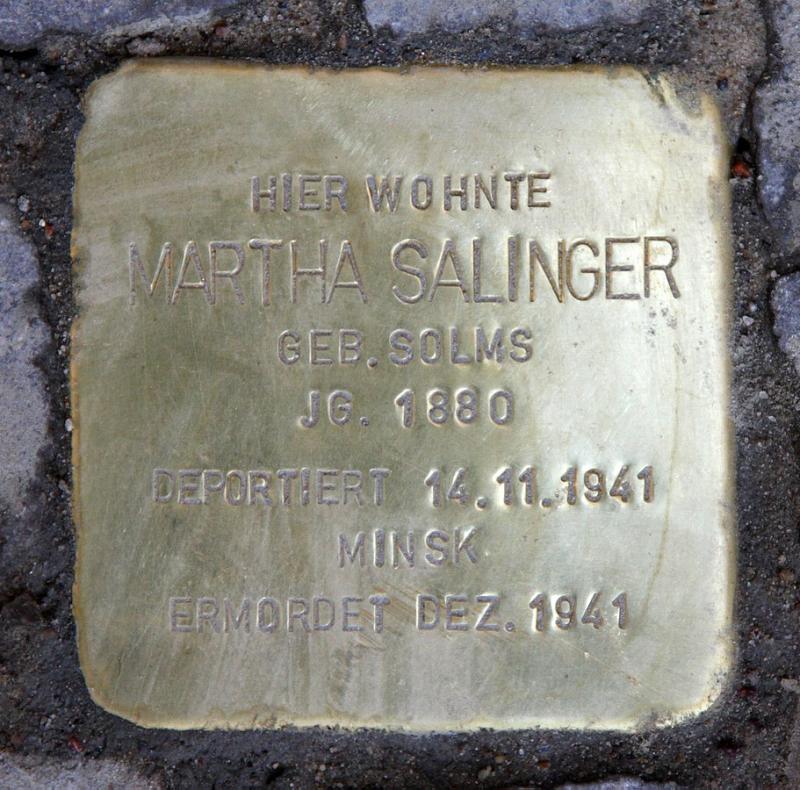 HIER WOHNTE
MARTHA SALINGER
GEB. SOLMS
JG. 1880
DEPORTIERT 14.11.1941
MINSK
ERMORDET DEZ. 1941